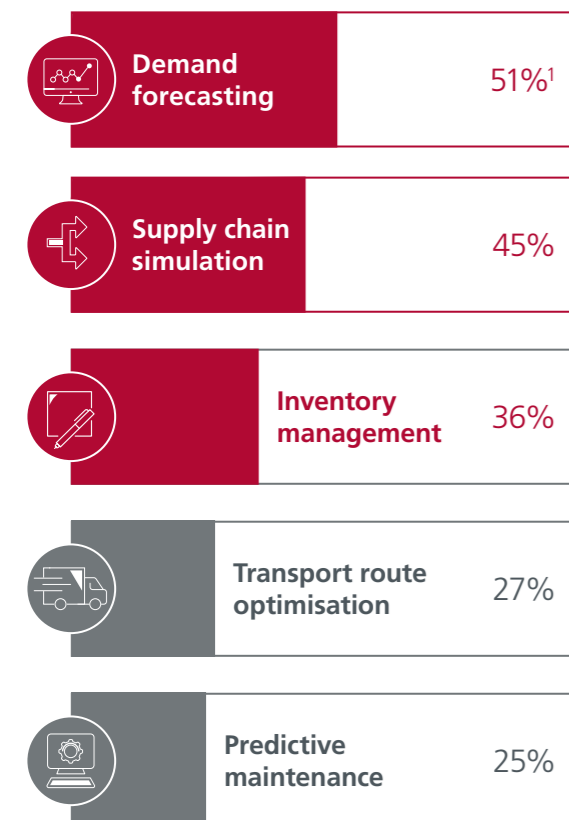 Demand
forecasting
51%¹
Supply chain
simulation
45%
Inventory
management
36%
Transport route
optimisation
27%
Predictive
maintenance
25%